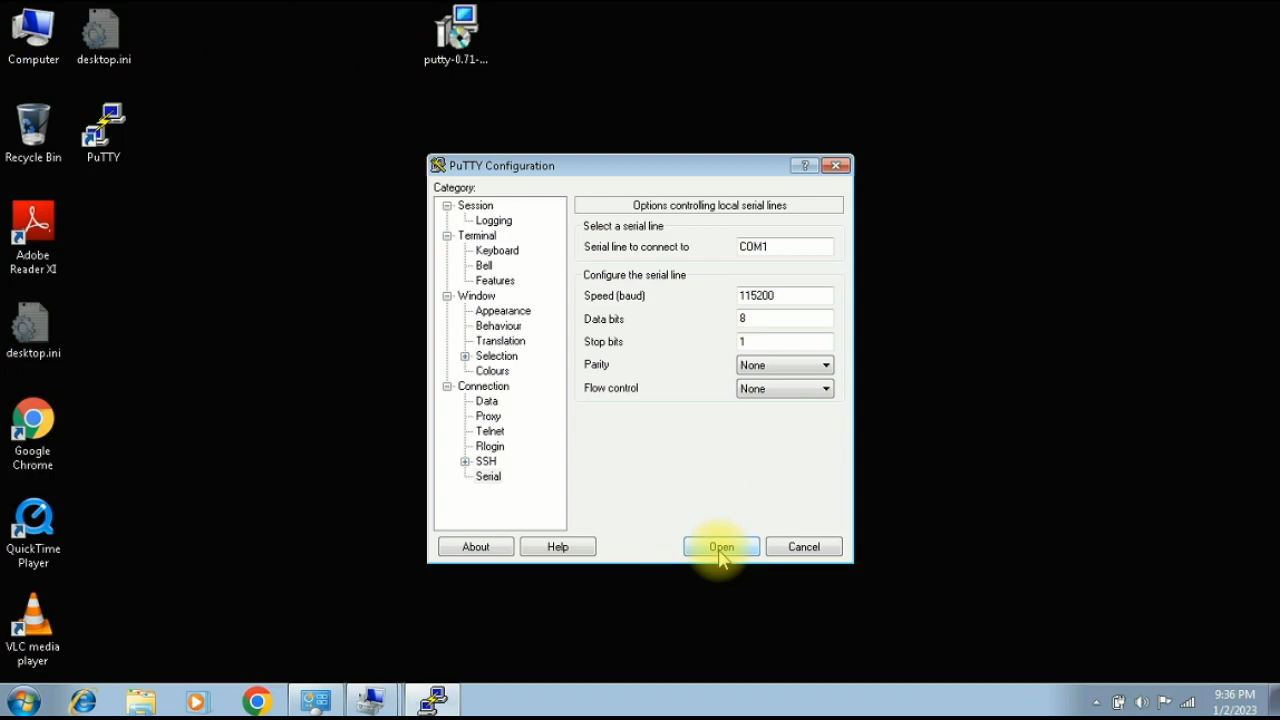 Computer
desktop.ini
putty-0.71-...
Recycle Bin
PuTTY
Adobe
Reader XI
desktop.ini
Google
Chrome
QuickTime
Player
VLC media
player
PuTTY Configuration
?
Category:
Session
Logging
Terminal
Keyboard
Bell
Features
Window
Appearance
Behaviour
Translation
Selection
Colours
Connection
Data
Proxy
Telnet
Rlogin
SSH
Serial
Options controlling local serial lines
Select a serial line
Serial line to connect to COM1
Configure the serial line
Speed (baud) 115200
Data bits 8
Stop bits 1
Parity None
Flow control None
About Help Open Cancel
9:36 PM
1/2/2023